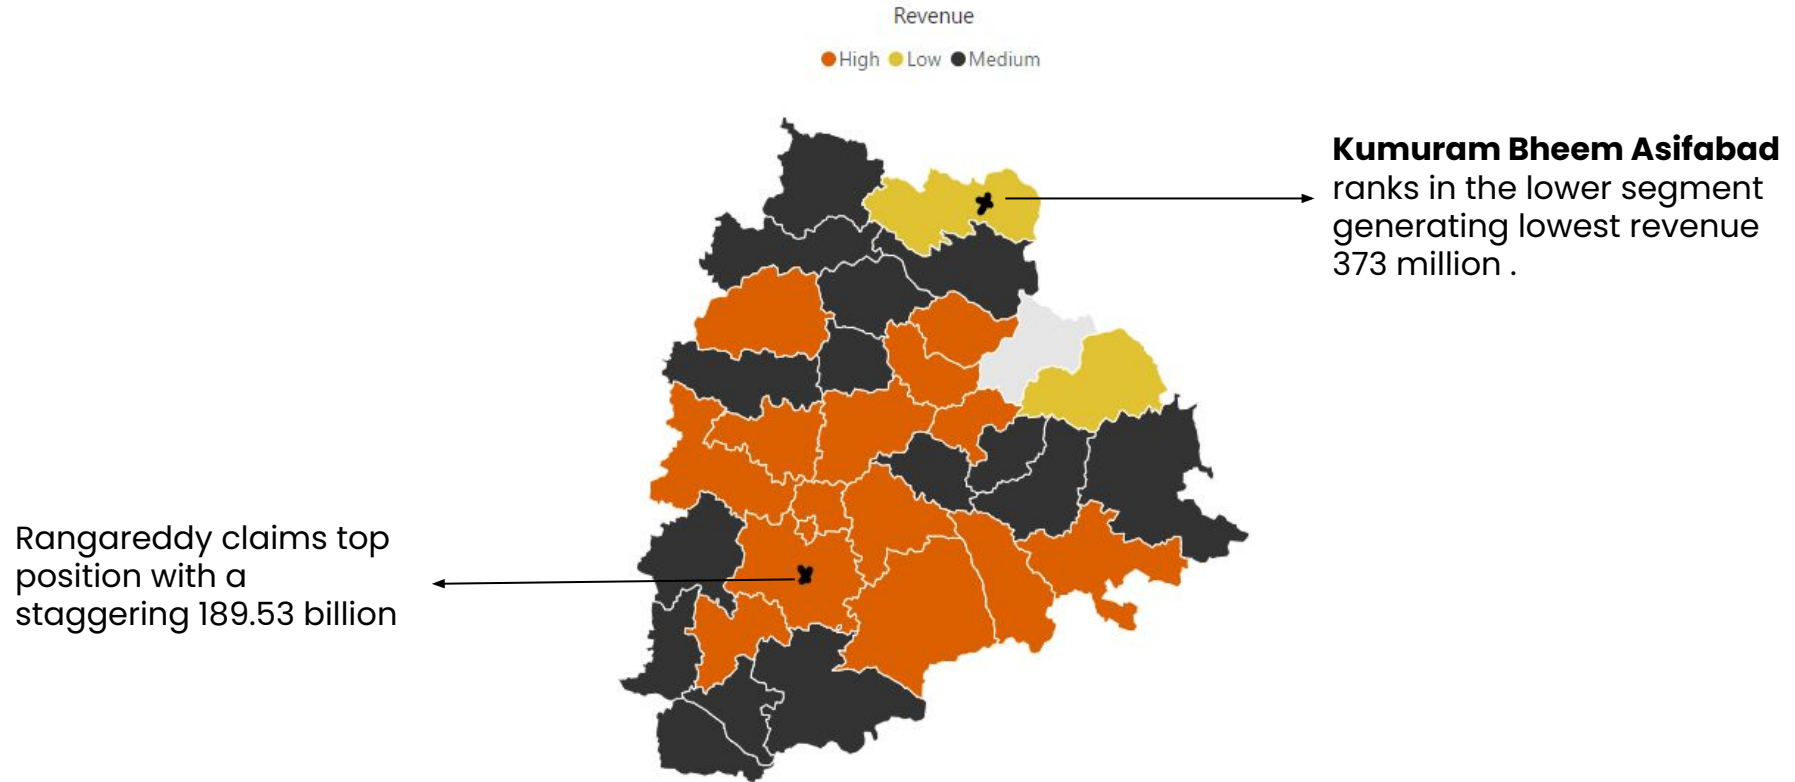 Revenue
High Low Medium
Kumuram Bheem Asifabad
ranks in the lower segment
generating lowest revenue
373 million .
Rangareddy claims top
position with a
staggering 189.53 billion